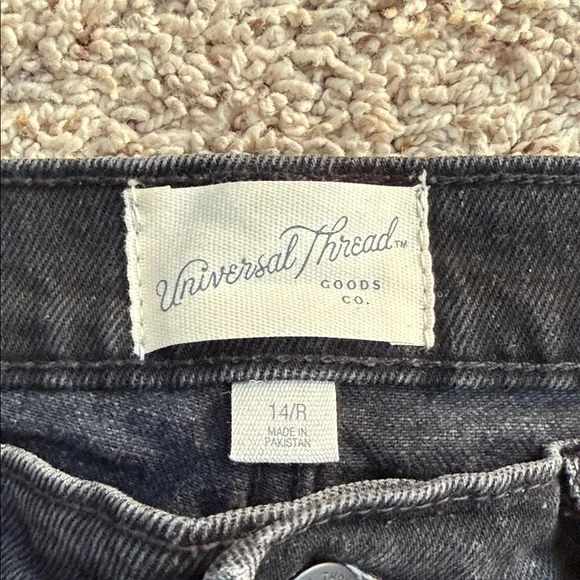 Universal Thread™
GOODS
CO.
14/R
MADE IN
PAKISTAN